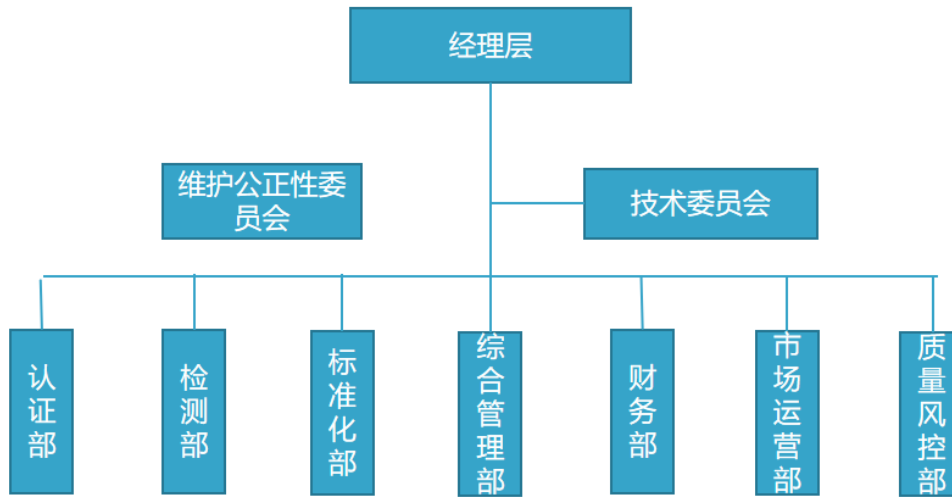 经理层
维护公正性委
员会
技术委员会
认证部
检测部
标准化部
综合管理部
财务部
市场运营部
质量风控部